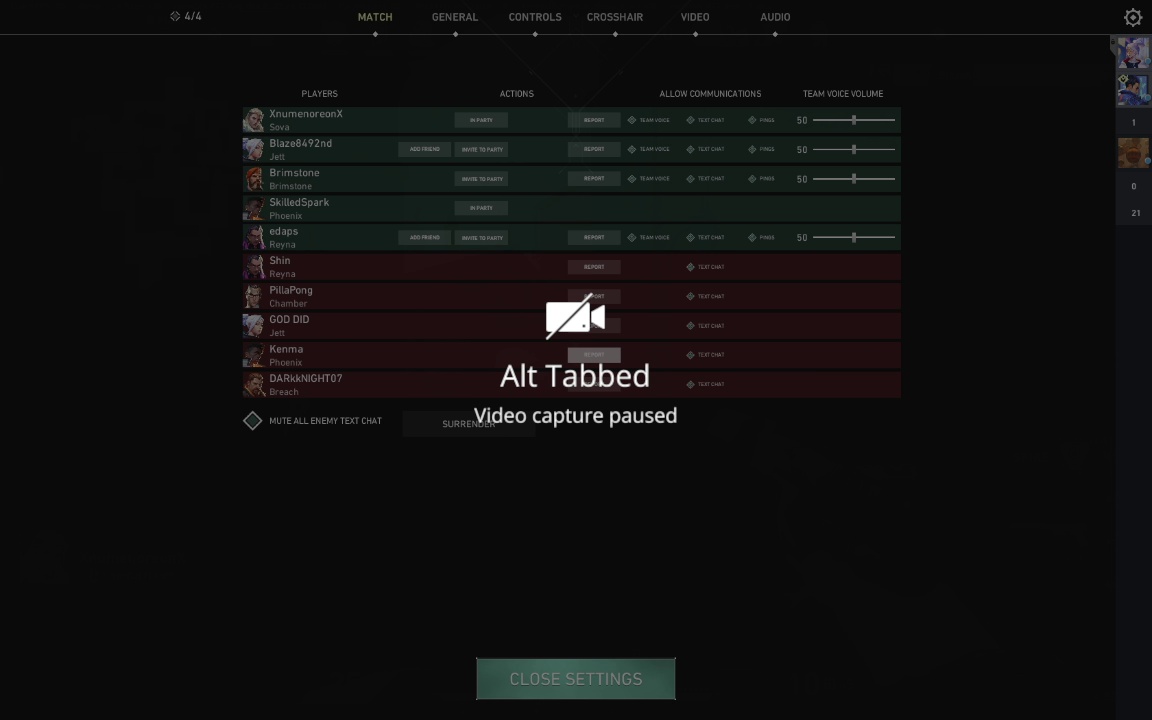 4/4 MATCH GENERAL CONTROLS CROSSHAIR VIDEO AUDIO
PLAYERS ACTIONS ALLOW COMMUNICATIONS TEAM VOICE VOLUME
XnumenoreonX
Sova
IN PARTY REPORT TEAM VOICE TEXT CHAT PINGS 50
Blaze8492nd
Jett
ADD FRIEND INVITE TO PARTY REPORT TEAM VOICE TEXT CHAT PINGS 50
Brimstone
Brimstone
INVITE TO PARTY REPORT TEAM VOICE TEXT CHAT PINGS 50
SkilledSpark
Phoenix
IN PARTY
edaps
Reyna
ADD FRIEND INVITE TO PARTY REPORT TEAM VOICE TEXT CHAT PINGS 50
Shin
Reyna
REPORT TEXT CHAT
PillaPong
Chamber
TEXT CHAT
GOD DID
Jett
TEXT CHAT
Kenma
Phoenix
REPORT TEXT CHAT
DARkkNIGHT07
Breach
TEXT CHAT
Alt Tabbed
Video capture paused
MUTE ALL ENEMY TEXT CHAT SURRENDER
CLOSE SETTINGS
1
0
21